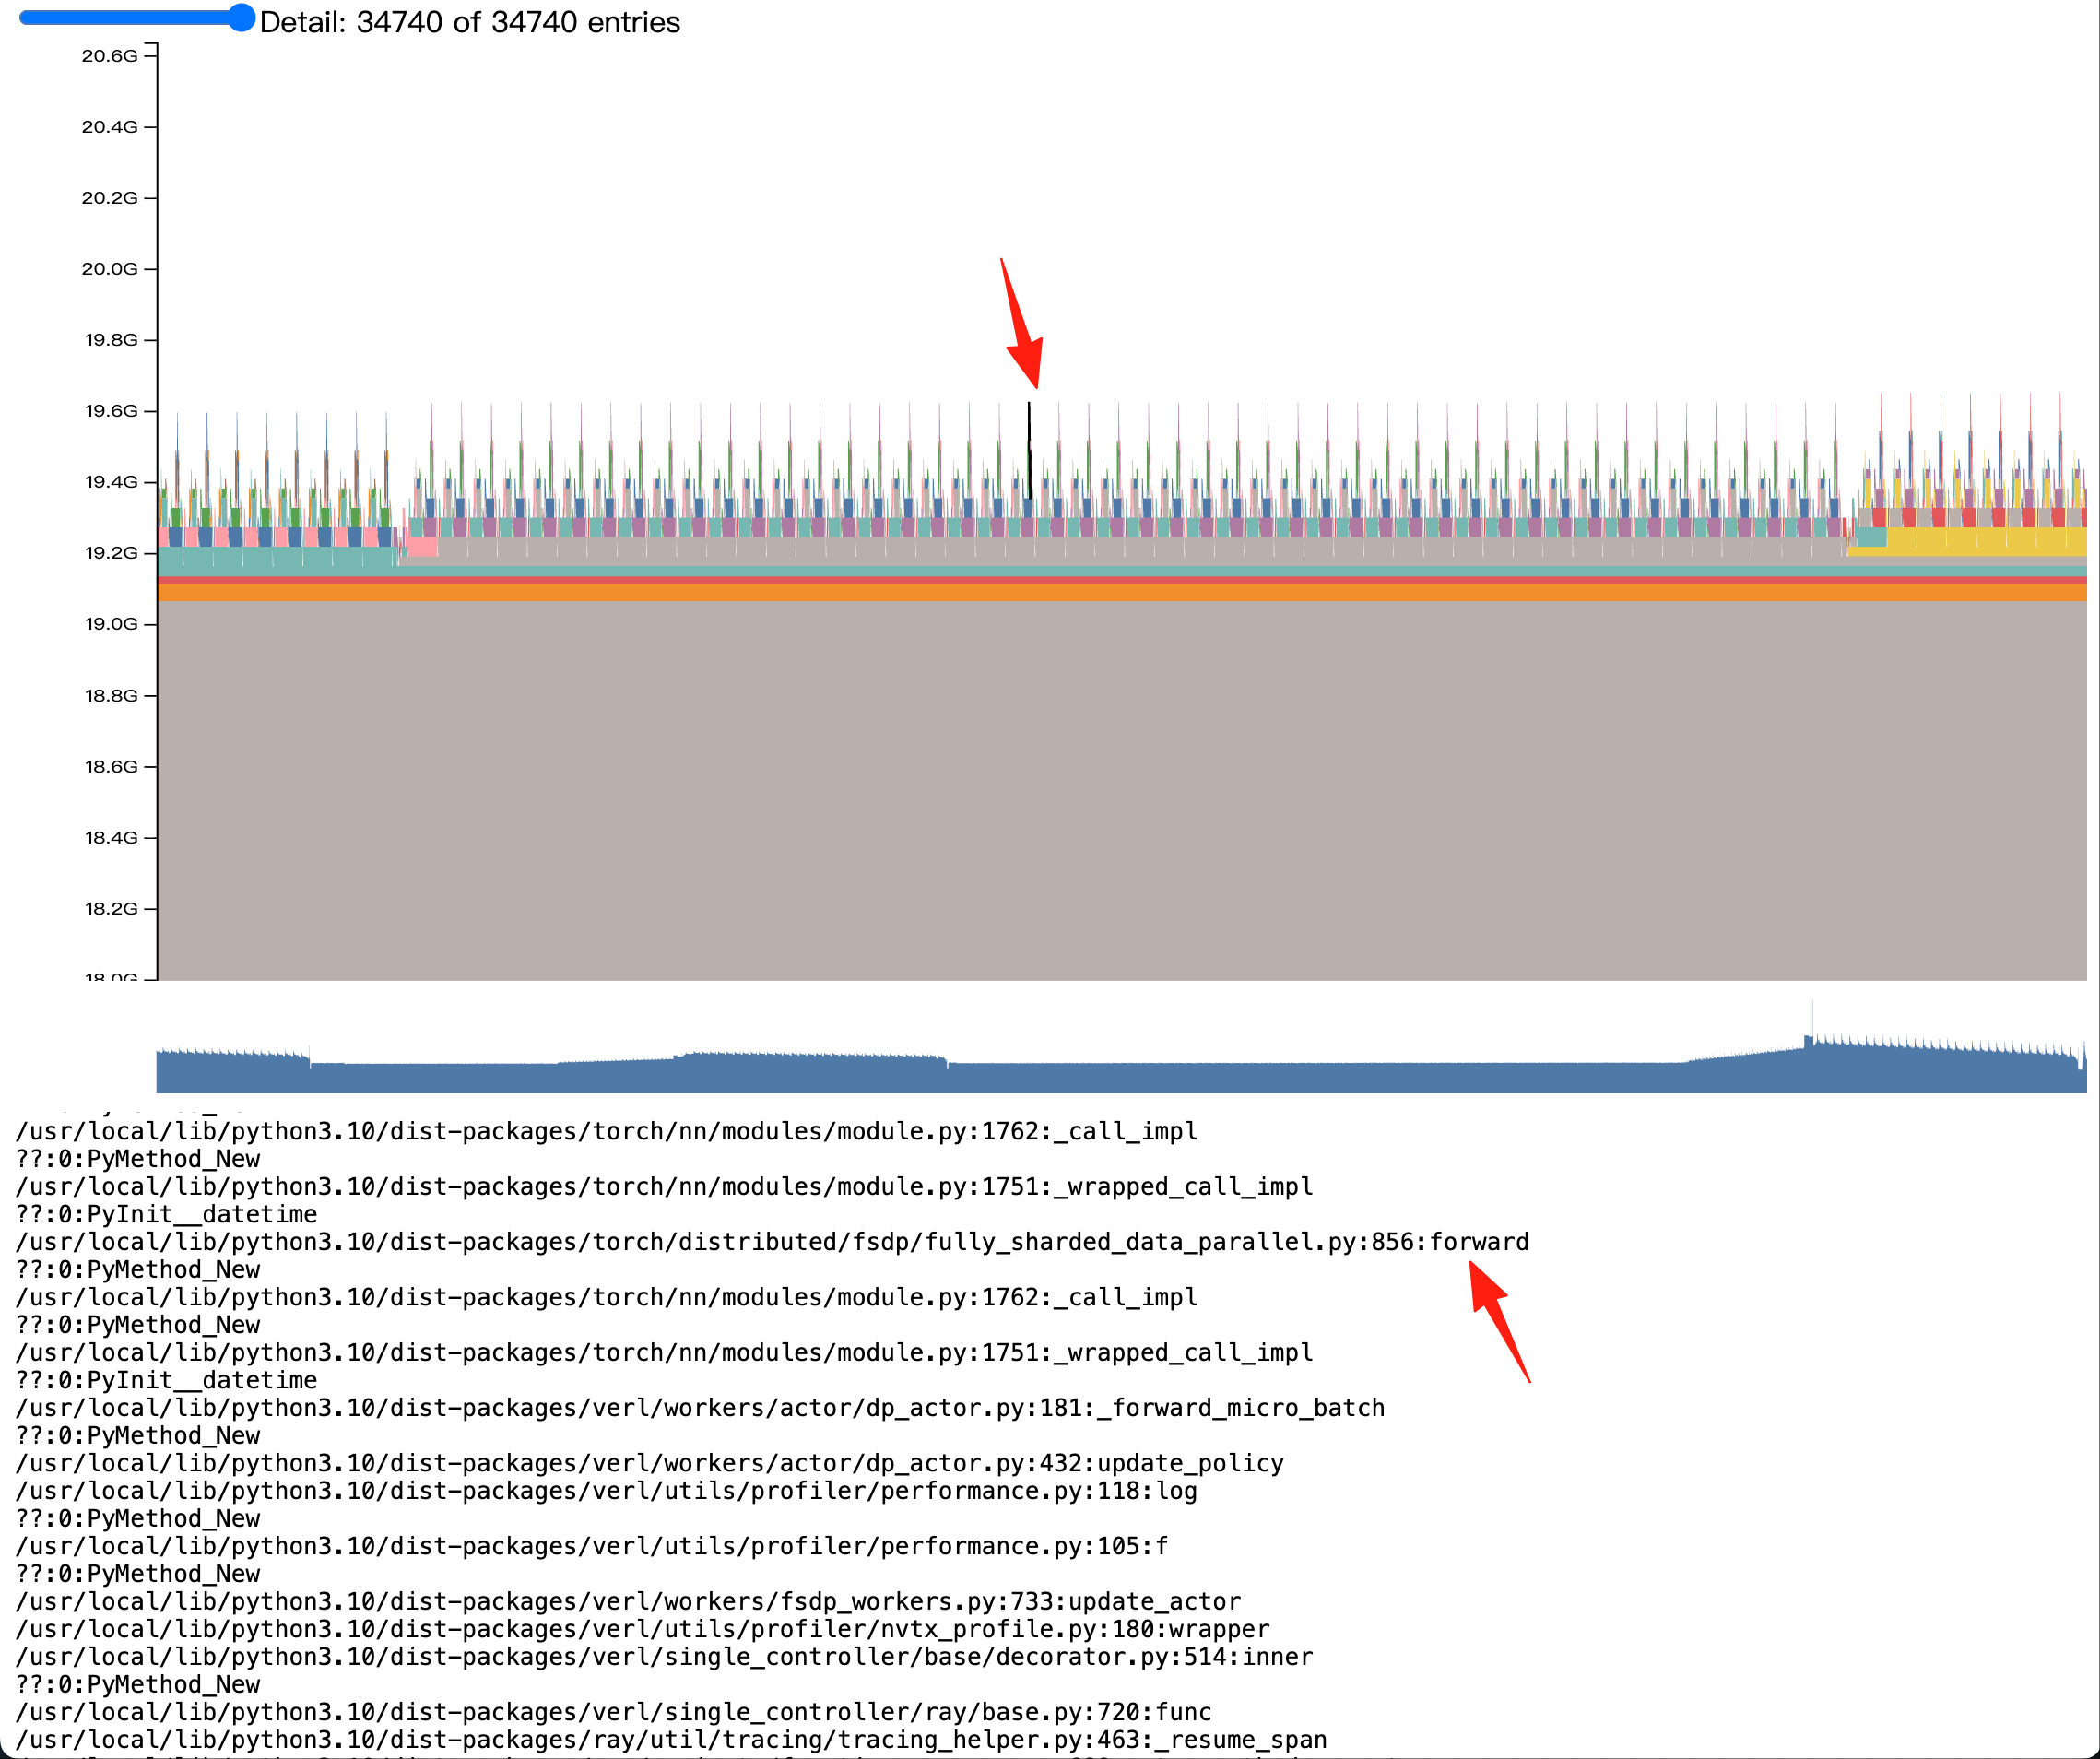 Detail: 34740 of 34740 entries
20.6G
20.4G
20.2G
20.0G
19.8G
19.6G
19.4G
19.2G
19.0G
18.8G
18.6G
18.4G
18.2G
18.0G
/usr/local/lib/python3.10/dist-packages/torch/nn/modules/module.py:1762:_call_impl
??:0:PyMethod_New
/usr/local/lib/python3.10/dist-packages/torch/nn/modules/module.py:1751:_wrapped_call_impl
??:0:PyInit__datetime
/usr/local/lib/python3.10/dist-packages/torch/distributed/fsdp/fully_sharded_data_parallel.py:856:forward
??:0:PyMethod_New
/usr/local/lib/python3.10/dist-packages/torch/nn/modules/module.py:1762:_call_impl
??:0:PyMethod_New
/usr/local/lib/python3.10/dist-packages/torch/nn/modules/module.py:1751:_wrapped_call_impl
??:0:PyInit__datetime
/usr/local/lib/python3.10/dist-packages/verl/workers/actor/dp_actor.py:181:_forward_micro_batch
??:0:PyMethod_New
/usr/local/lib/python3.10/dist-packages/verl/workers/actor/dp_actor.py:432:update_policy
/usr/local/lib/python3.10/dist-packages/verl/utils/profiler/performance.py:118:log
??:0:PyMethod_New
/usr/local/lib/python3.10/dist-packages/verl/utils/profiler/performance.py:105:f
??:0:PyMethod_New
/usr/local/lib/python3.10/dist-packages/verl/workers/fsdp_workers.py:733:update_actor
/usr/local/lib/python3.10/dist-packages/verl/utils/profiler/nvtx_profile.py:180:wrapper
/usr/local/lib/python3.10/dist-packages/verl/single_controller/base/decorator.py:514:inner
??:0:PyMethod_New
/usr/local/lib/python3.10/dist-packages/verl/single_controller/ray/base.py:720:func
/usr/local/lib/python3.10/dist-packages/ray/util/tracing/tracing_helper.py:463:_resume_span